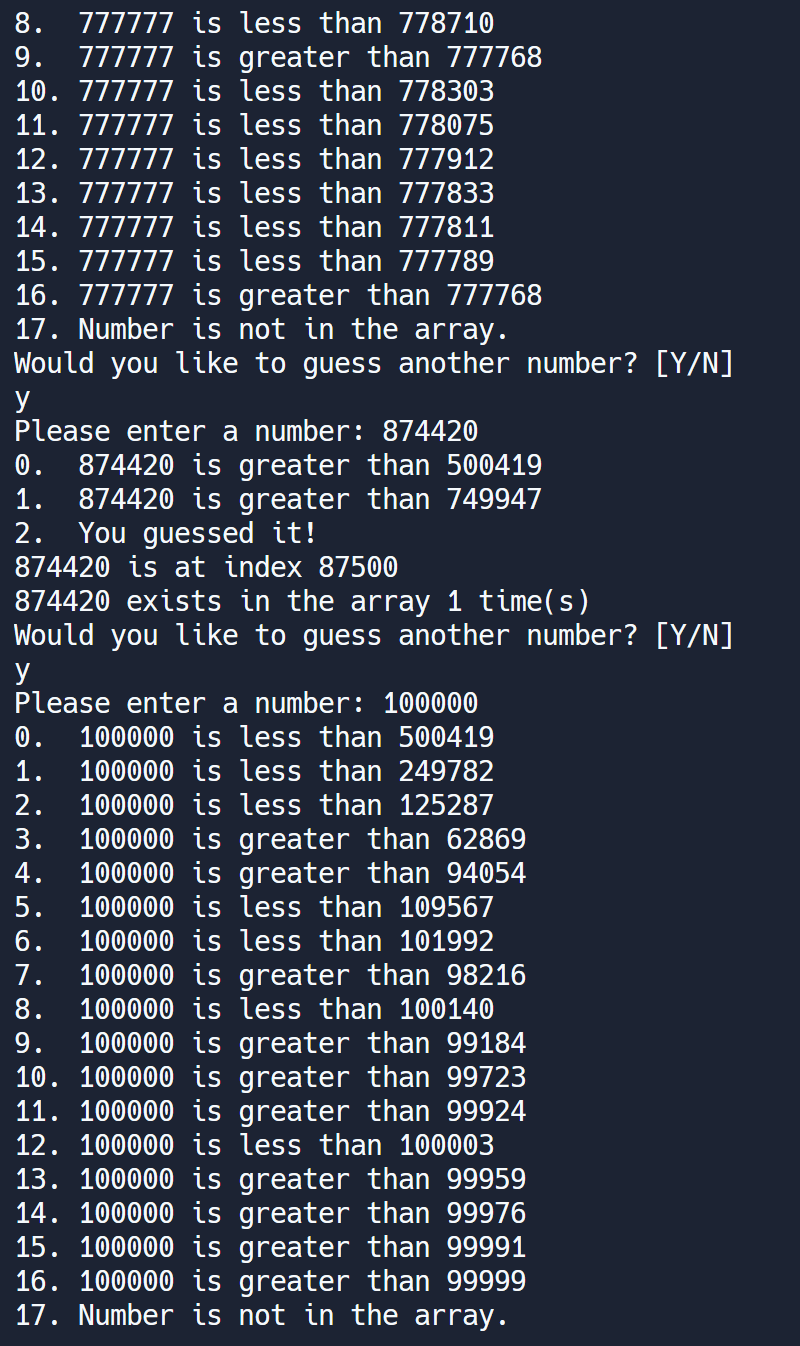 8.  777777 is less than 778710
9.  777777 is greater than 777768
10. 777777 is less than 778303
11. 777777 is less than 778075
12. 777777 is less than 777912
13. 777777 is less than 777833
14. 777777 is less than 777811
15. 777777 is less than 777789
16. 777777 is greater than 777768
17. Number is not in the array.
Would you like to guess another number? [Y/N]
y
Please enter a number: 874420
0.  874420 is greater than 500419
1.  874420 is greater than 749947
2.  You guessed it!
874420 is at index 87500
874420 exists in the array 1 time(s)
Would you like to guess another number? [Y/N]
y
Please enter a number: 100000
0.  100000 is less than 500419
1.  100000 is less than 249782
2.  100000 is less than 125287
3.  100000 is greater than 62869
4.  100000 is greater than 94054
5.  100000 is less than 109567
6.  100000 is less than 101992
7.  100000 is greater than 98216
8.  100000 is less than 100140
9.  100000 is greater than 99184
10. 100000 is greater than 99723
11. 100000 is greater than 99924
12. 100000 is less than 100003
13. 100000 is greater than 99959
14. 100000 is greater than 99976
15. 100000 is greater than 99991
16. 100000 is greater than 99999
17. Number is not in the array.